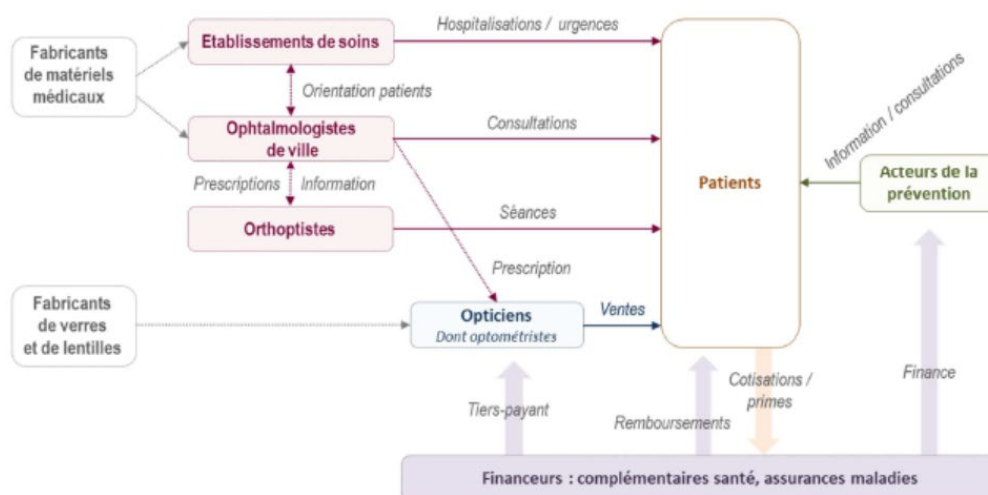 Hospitalisations / urgences
Etablissements de soins
Fabricants
de matériels
médicaux
Orientation patients
Ophtalmologistes
de ville
Consultations
Information / consultations
Prescriptions
Information
Patients
Acteurs de la
prévention
Orthoptistes
Séances
Prescription
Fabricants
de verres
et de lentilles
Opticiens
Dont optométristes
Ventes
Tiers-payant
Remboursements
Cotisations /
primes
Finance
Financeurs : complémentaires santé, assurances maladies